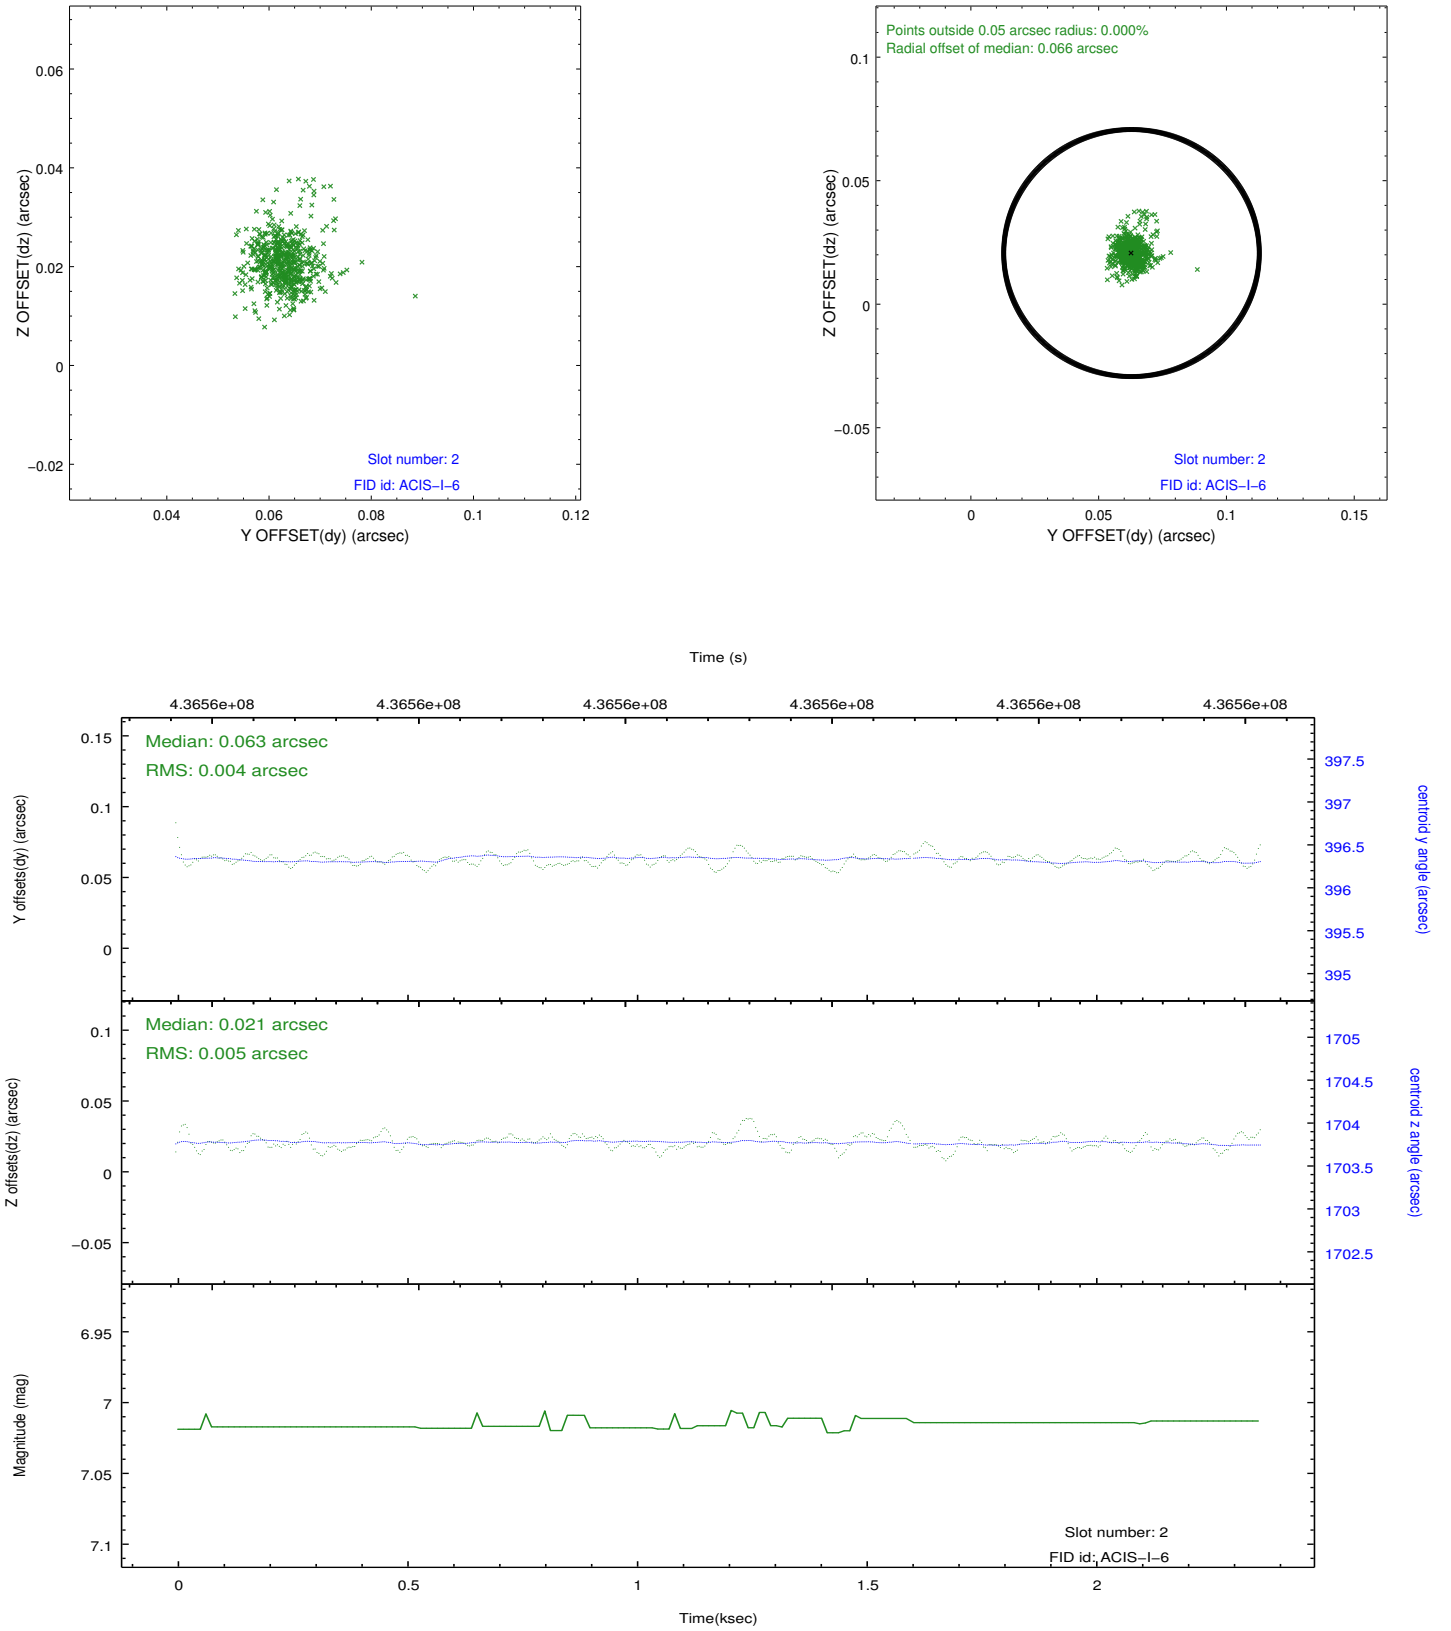 0.06
0.04
0.02
0
−0.02
Z OFFSET(dz) (arcsec)
Slot number: 2
FID id: ACIS−I−6
0.04 0.06 0.08 0.1 0.12
Y OFFSET(dy) (arcsec)
Points outside 0.05 arcsec radius: 0.000%
Radial offset of median: 0.066 arcsec
0.1
0.05
0
−0.05
Z OFFSET(dz) (arcsec)
Slot number: 2
FID id: ACIS−I−6
0 0.05 0.1 0.15
Y OFFSET(dy) (arcsec)
Time (s)
4.3656e+08 4.3656e+08 4.3656e+08 4.3656e+08 4.3656e+08 4.3656e+08
Median: 0.063 arcsec
RMS: 0.004 arcsec
0.15
0.1
0.05
0
Y offsets(dy) (arcsec)
397.5
397
396.5
396
395.5
395
centroid y angle (arcsec)
Median: 0.021 arcsec
RMS: 0.005 arcsec
0.1
0.05
0
−0.05
Z offsets(dz) (arcsec)
1705
1704.5
1704
1703.5
1703
1702.5
centroid z angle (arcsec)
6.95
7
7.05
7.1
Magnitude (mag)
Slot number: 2
FID id: ACIS−I−6
0 0.5 1 1.5 2
Time(ksec)